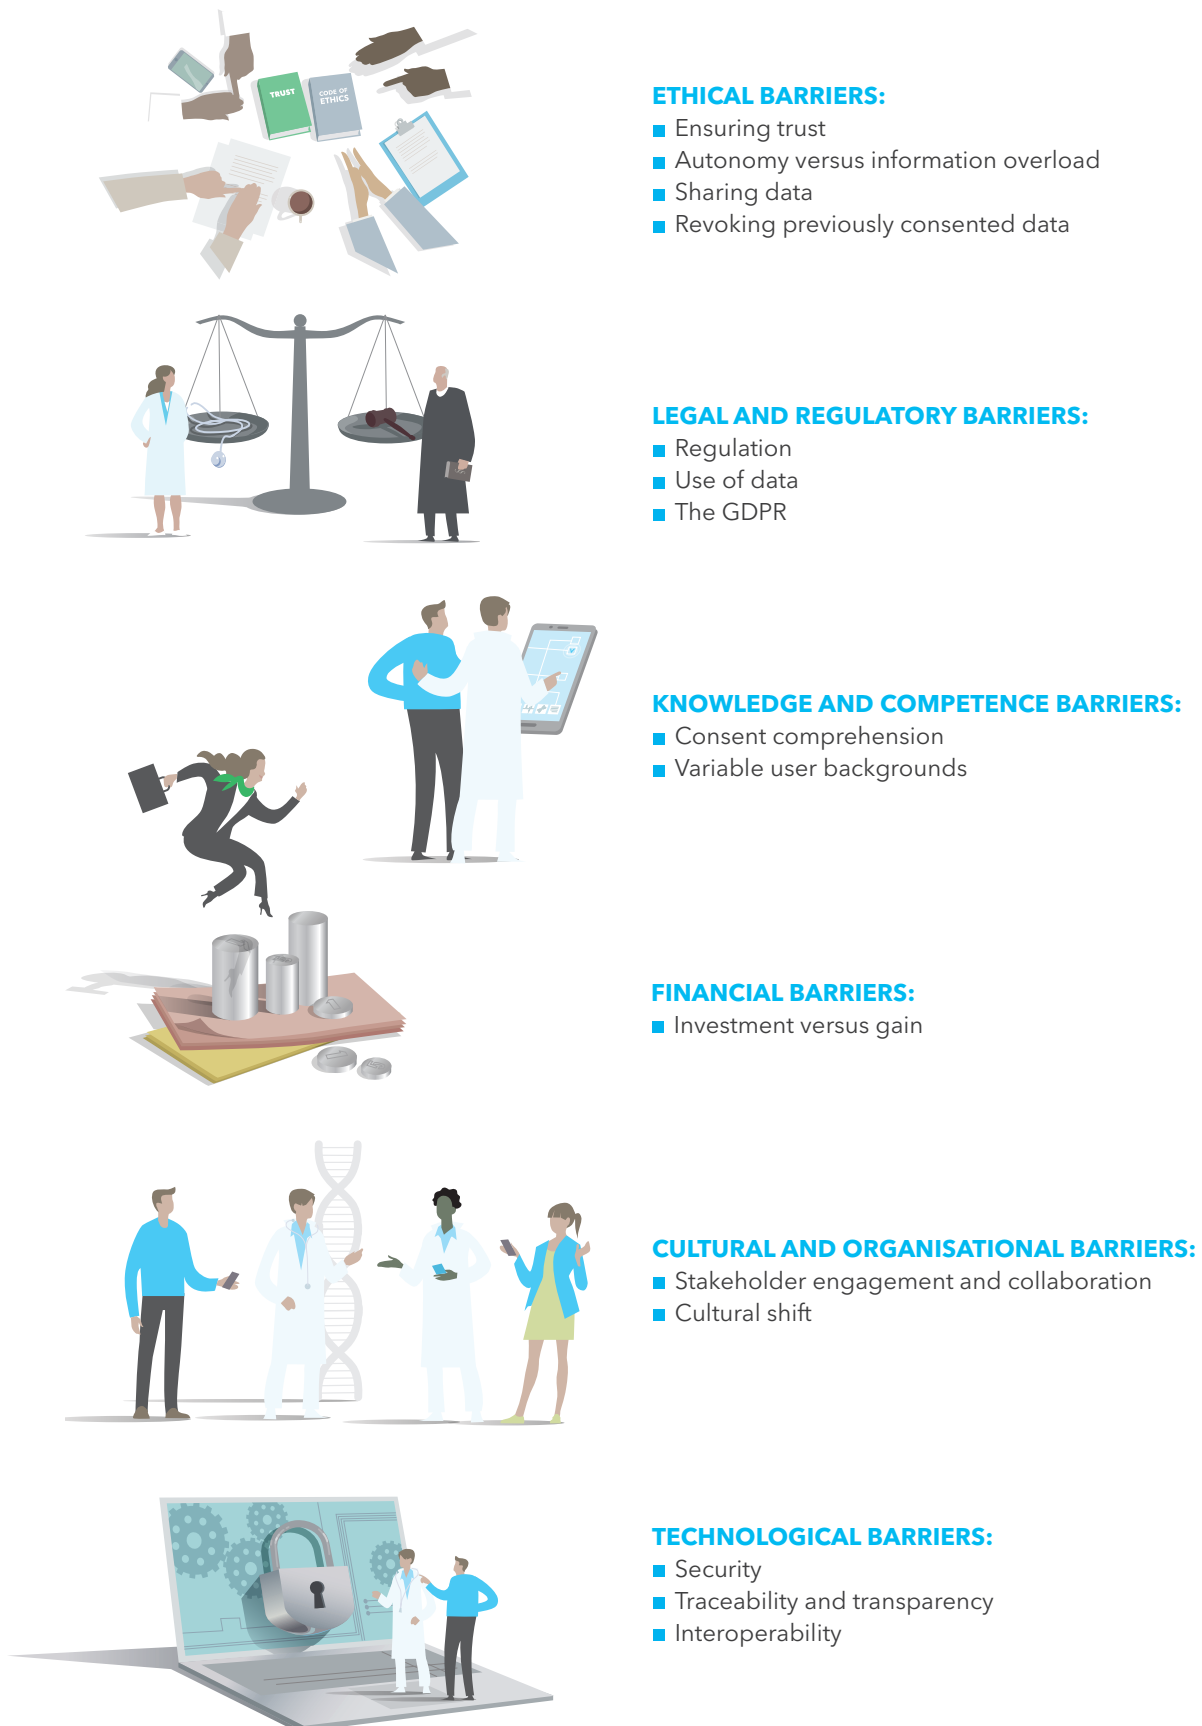 TRUST
CODE OF
ETHICS
ETHICAL BARRIERS:
Ensuring trust
Autonomy versus information overload
Sharing data
Revoking previously consented data
LEGAL AND REGULATORY BARRIERS:
Regulation
Use of data
The GDPR
KNOWLEDGE AND COMPETENCE BARRIERS:
Consent comprehension
Variable user backgrounds
FINANCIAL BARRIERS:
Investment versus gain
CULTURAL AND ORGANISATIONAL BARRIERS:
Stakeholder engagement and collaboration
Cultural shift
TECHNOLOGICAL BARRIERS:
Security
Traceability and transparency
Interoperability